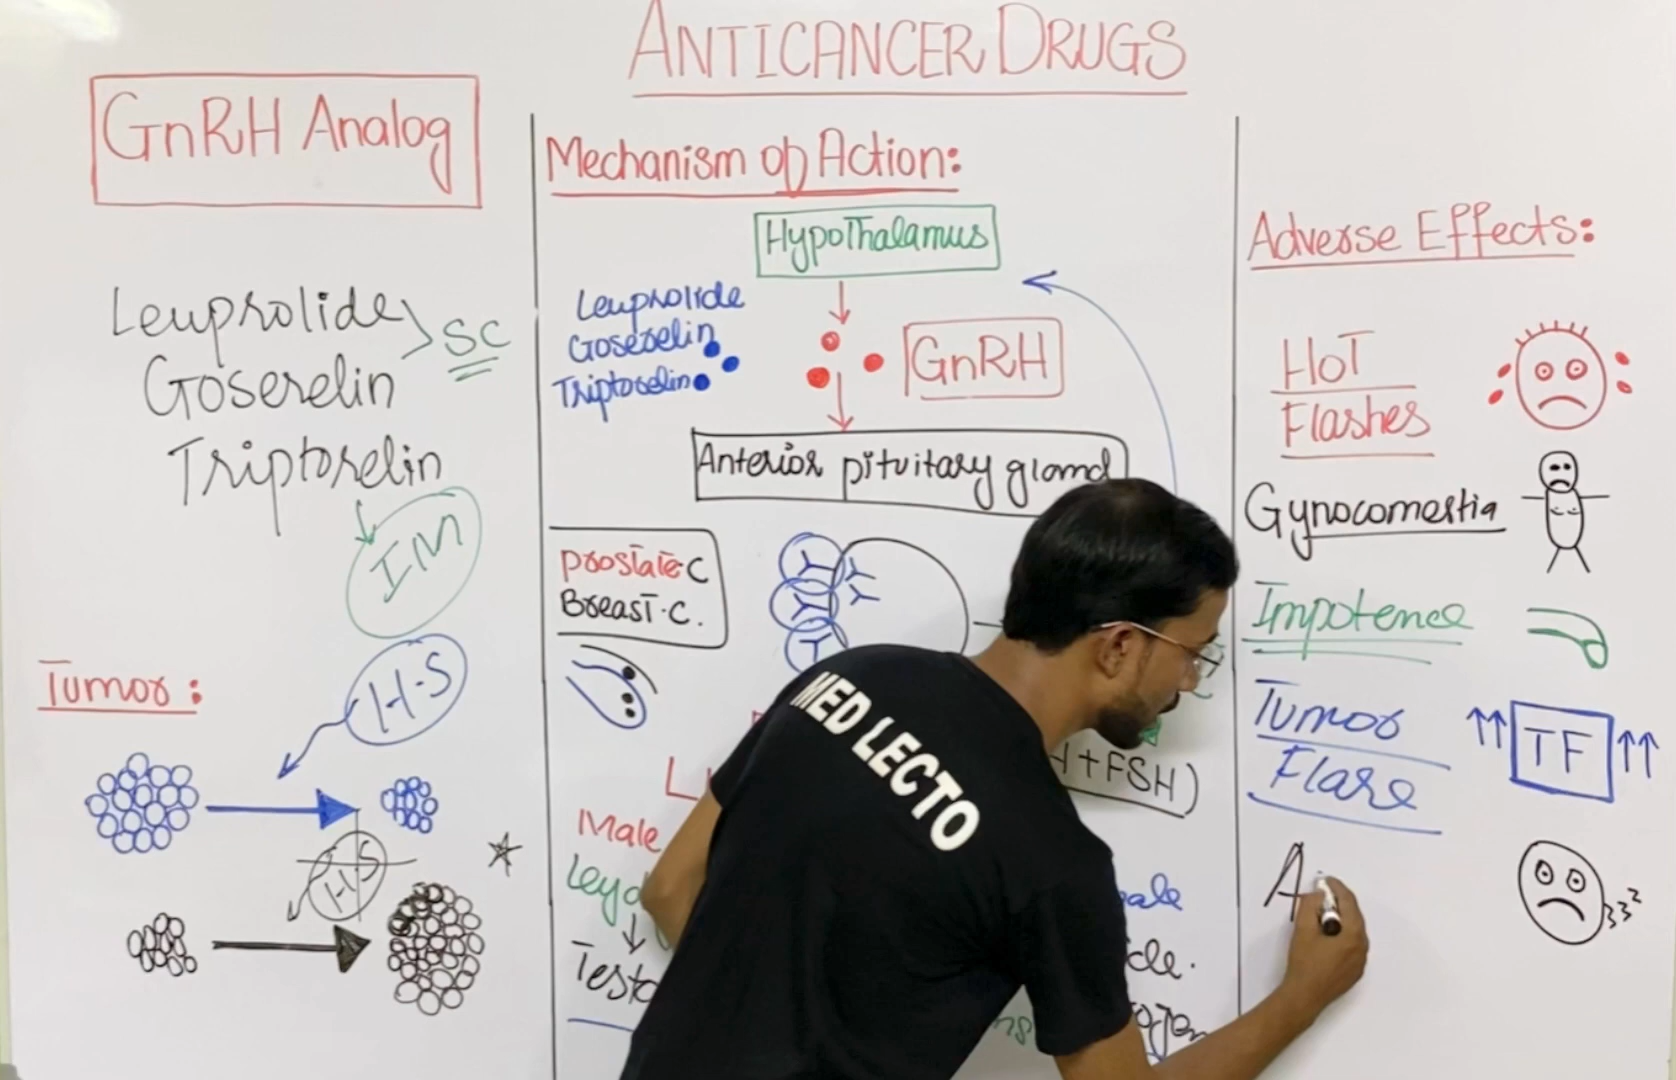 ANTICANCER DRUGS
GnRH Analog
Leuprolide
SC
Goserelin
Triptorelin
IM
Tumor:
H-S
H-S
Mechanism of Action:
HypoThalamus
Leuprolide
Goserelin
Triptorelin
GnRH
Anterior pituitary gland
Prostate C
Breast.C.
+FSH)
Male
Adverse Effects:
HoT
Flashes
Gynocomestia
Impotence
Tumor
Flare
TF
A
MED LECTO